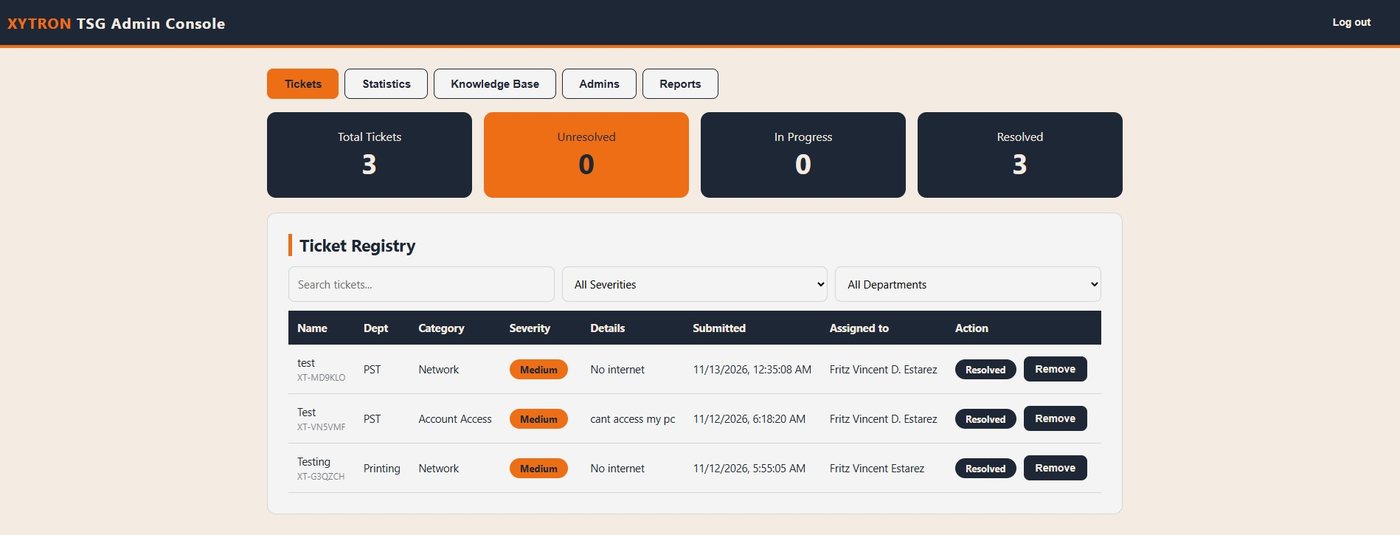 XYTRON TSG Admin Console
Log out
Tickets Statistics Knowledge Base Admins Reports
Total Tickets Unresolved In Progress Resolved
3 0 0 3
Ticket Registry
Search tickets... All Severities All Departments
Name Dept Category Severity Details Submitted Assigned to Action
test PST Network Medium No internet 11/13/2026, 12:35:08 AM Fritz Vincent D. Estarez Resolved Remove
XT-MD9KLO
Test PST Account Access Medium cant access my pc 11/12/2026, 6:18:20 AM Fritz Vincent D. Estarez Resolved Remove
XT-VN5VMF
Testing Printing Network Medium No internet 11/12/2026, 5:55:05 AM Fritz Vincent Estarez Resolved Remove
XT-G3QZCH